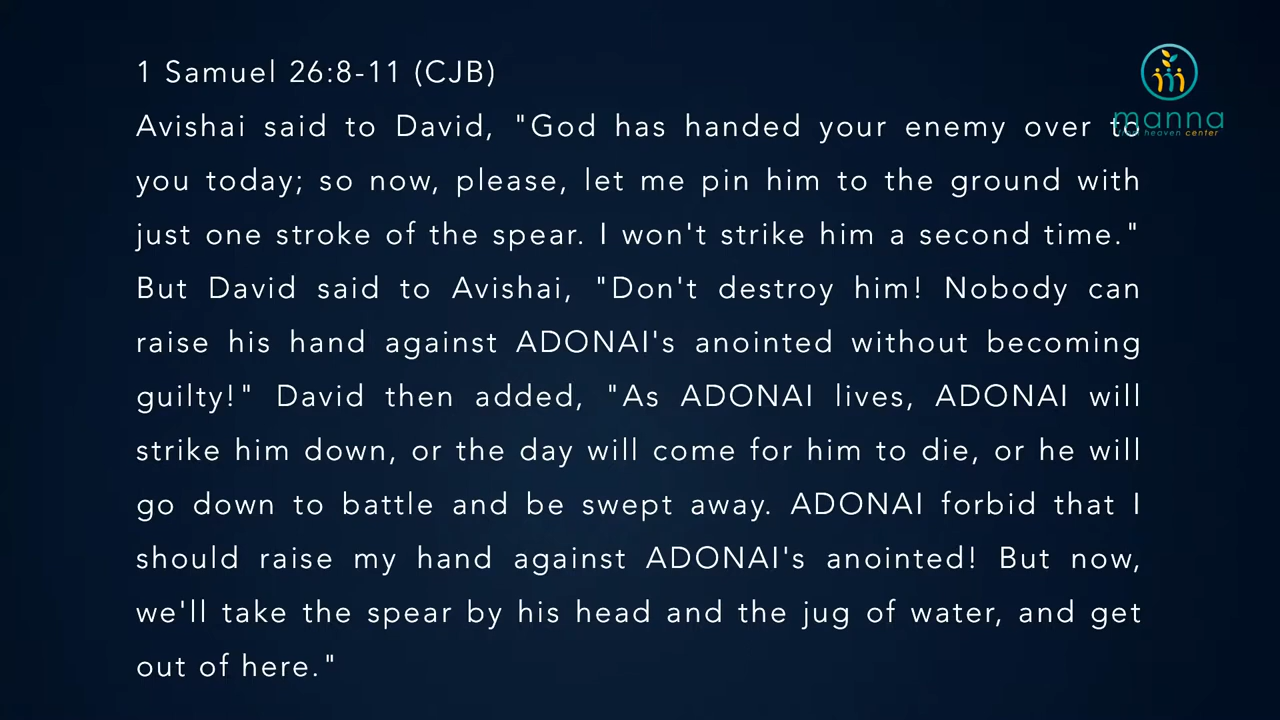 1 Samuel 26:8-11 (CJB)
Avishai said to David, "God has handed your enemy over to
you today; so now, please, let me pin him to the ground with
just one stroke of the spear. I won't strike him a second time."
But David said to Avishai, "Don't destroy him! Nobody can
raise his hand against ADONAI's anointed without becoming
guilty!" David then added, "As ADONAI lives, ADONAI will
strike him down, or the day will come for him to die, or he will
go down to battle and be swept away. ADONAI forbid that I
should raise my hand against ADONAI's anointed! But now,
we'll take the spear by his head and the jug of water, and get
out of here."
manna
heaven center